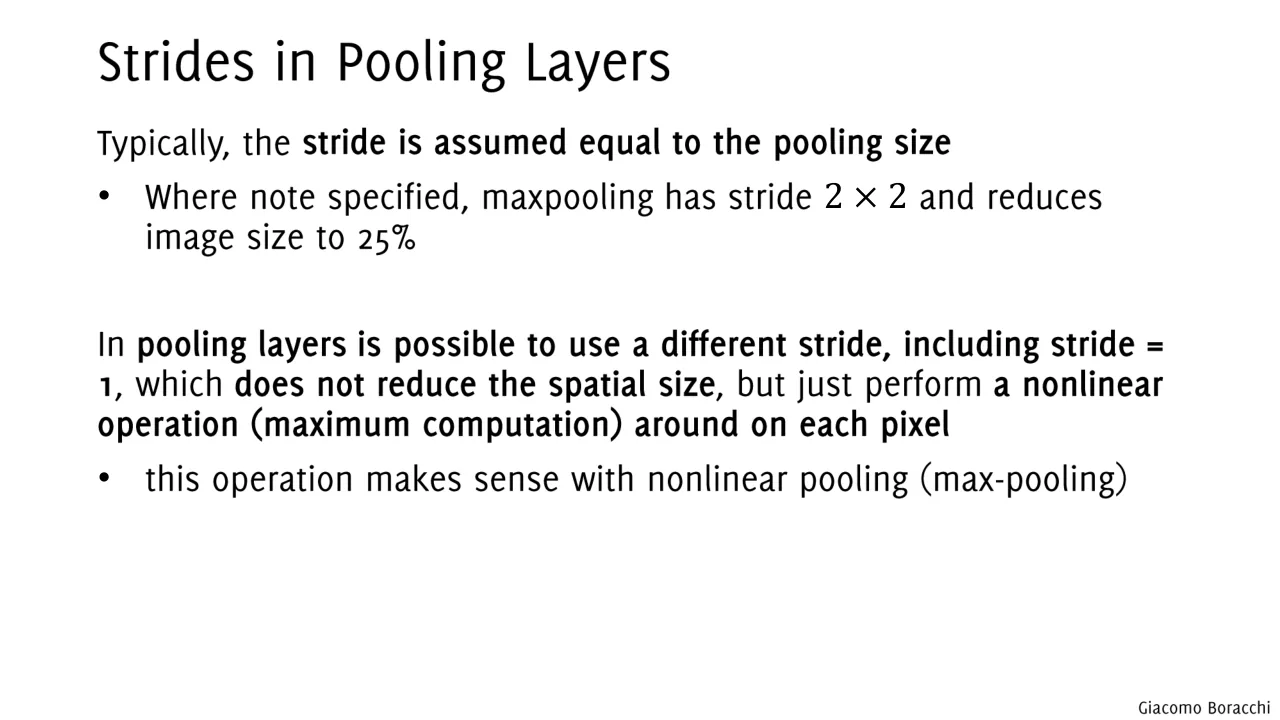 Strides in Pooling Layers
Typically, the stride is assumed equal to the pooling size
• Where note specified, maxpooling has stride 2 × 2 and reduces
image size to 25%
In pooling layers is possible to use a different stride, including stride =
1, which does not reduce the spatial size, but just perform a nonlinear
operation (maximum computation) around on each pixel
• this operation makes sense with nonlinear pooling (max-pooling)
Giacomo Boracchi